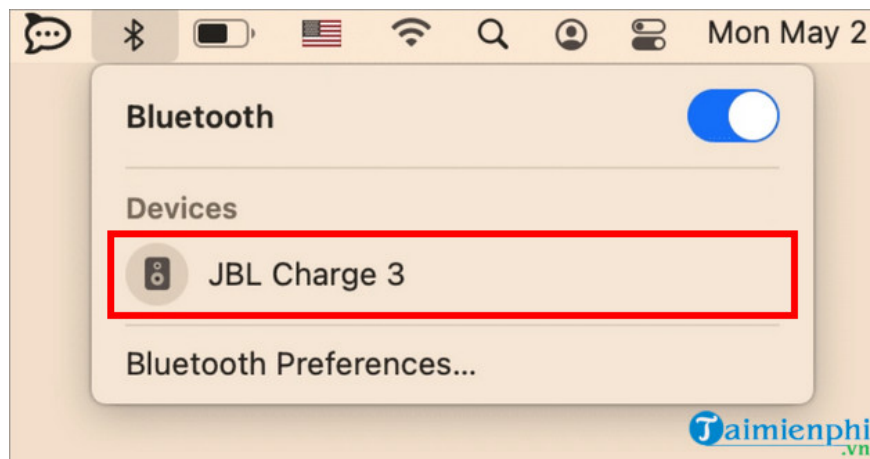 Mon May 2
Bluetooth
Devices
JBL Charge 3
Bluetooth Preferences...
Taimienphi
.vn